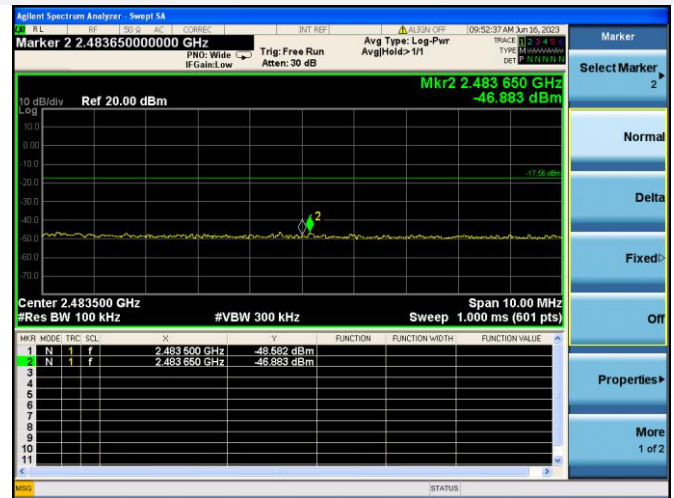 Agilent Spectrum Analyzer - Swept SA
RL RF 50 Ω AC CORREC INT REF ALIGN OFF 09:52:37 AM Jun 16, 2023
Marker 2 2.483650000000 GHz
PNO: Wide Trig: Free Run
IFGain:Low Atten: 30 dB
Avg Type: Log-Pwr
Avg|Hold:>1/1
TRACE 1 2 3 4 5 6
TYPE M
DET P N N N N N
Mkr2 2.483 650 GHz
-46.883 dBm
10 dB/div Ref 20.00 dBm
Log
10.0
0.00
-10.0
-17.56 dBm
-20.0
-30.0
-40.0
2
-50.0
-60.0
-70.0
Center 2.483500 GHz Span 10.00 MHz
#Res BW 100 kHz #VBW 300 kHz Sweep 1.000 ms (601 pts)
MKR MODE TRC SCL X Y FUNCTION FUNCTION WIDTH FUNCTION VALUE
1 N 1 f 2.483 500 GHz -48.582 dBm
2 N 1 f 2.483 650 GHz -46.883 dBm
3
4
5
6
7
8
9
10
11
MSG STATUS
Marker
Select Marker
2
Normal
Delta
Fixed
Off
Properties
More
1 of 2